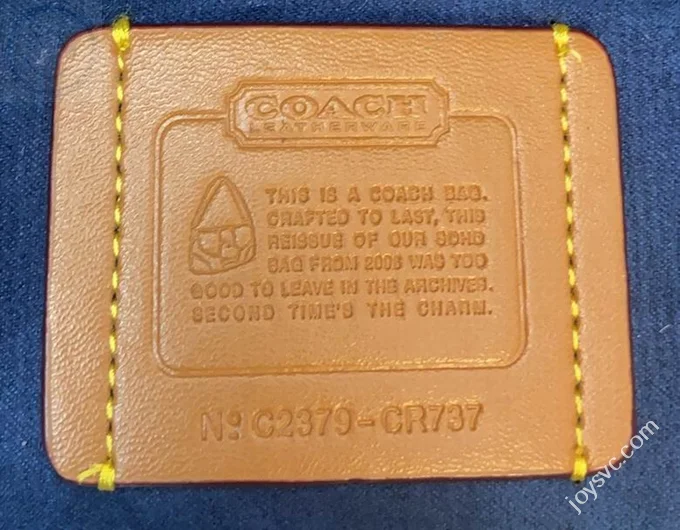 COACH
LEATHERWARE
THIS IS A COACH BAG.
CRAFTED TO LAST, THIS
REISSUE OF OUR SOHO
BAG FROM 2006 WAS TOO
GOOD TO LEAVE IN THE ARCHIVES.
SECOND TIME'S THE CHARM.
Nº C2379-CR737
joysvc.com